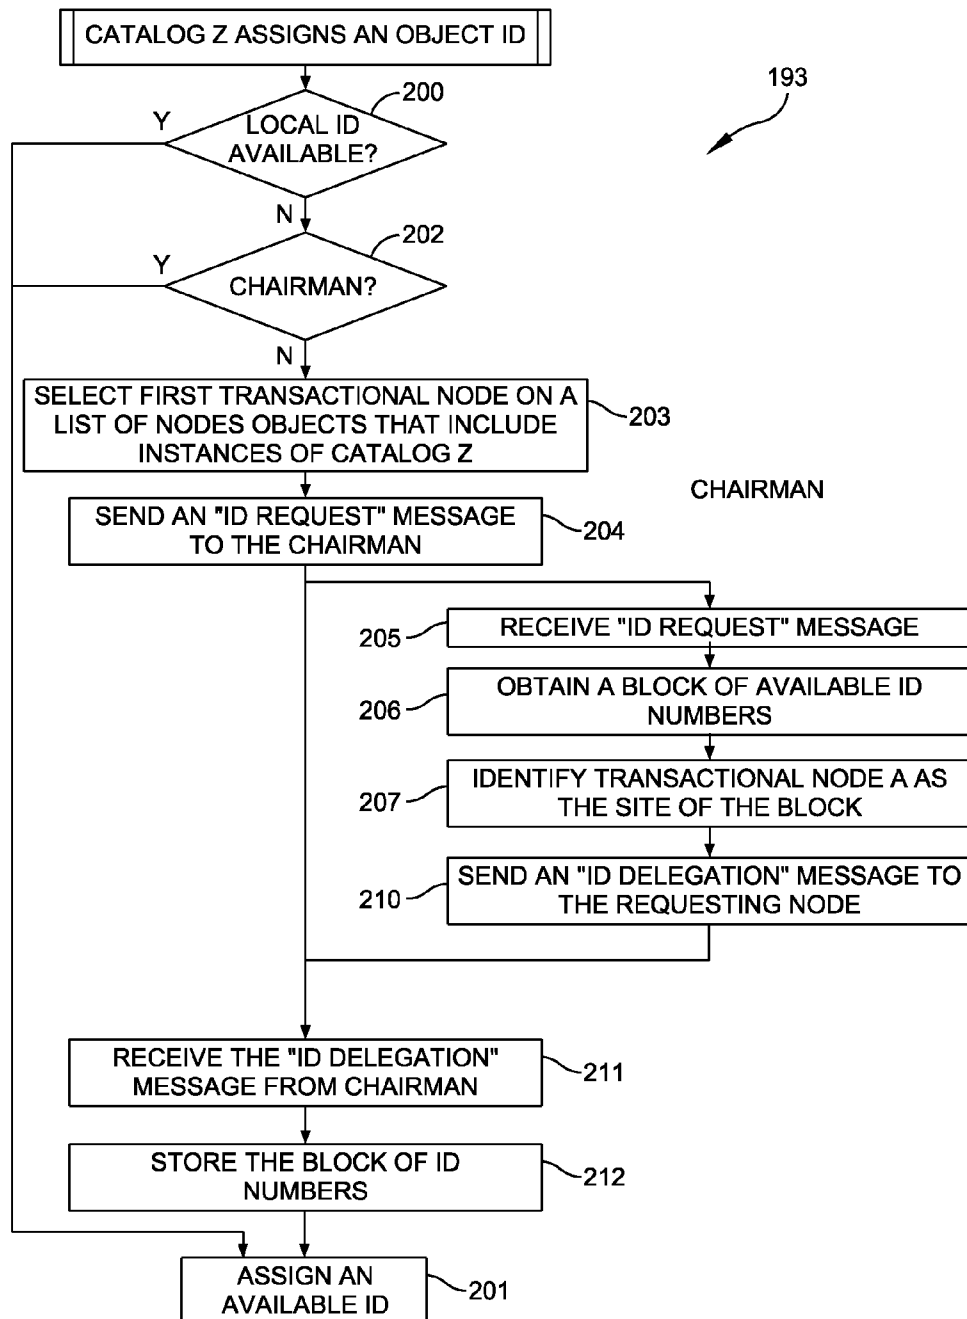 CATALOG Z ASSIGNS AN OBJECT ID
193
200
Y
LOCAL ID
AVAILABLE?
N
202
Y
CHAIRMAN?
N
SELECT FIRST TRANSACTIONAL NODE ON A
LIST OF NODES OBJECTS THAT INCLUDE
INSTANCES OF CATALOG Z
203
CHAIRMAN
SEND AN "ID REQUEST" MESSAGE
TO THE CHAIRMAN
204
205
RECEIVE "ID REQUEST" MESSAGE
206
OBTAIN A BLOCK OF AVAILABLE ID
NUMBERS
207
IDENTIFY TRANSACTIONAL NODE A AS
THE SITE OF THE BLOCK
210
SEND AN "ID DELEGATION" MESSAGE TO
THE REQUESTING NODE
RECEIVE THE "ID DELEGATION"
MESSAGE FROM CHAIRMAN
211
STORE THE BLOCK OF ID
NUMBERS
212
ASSIGN AN
AVAILABLE ID
201